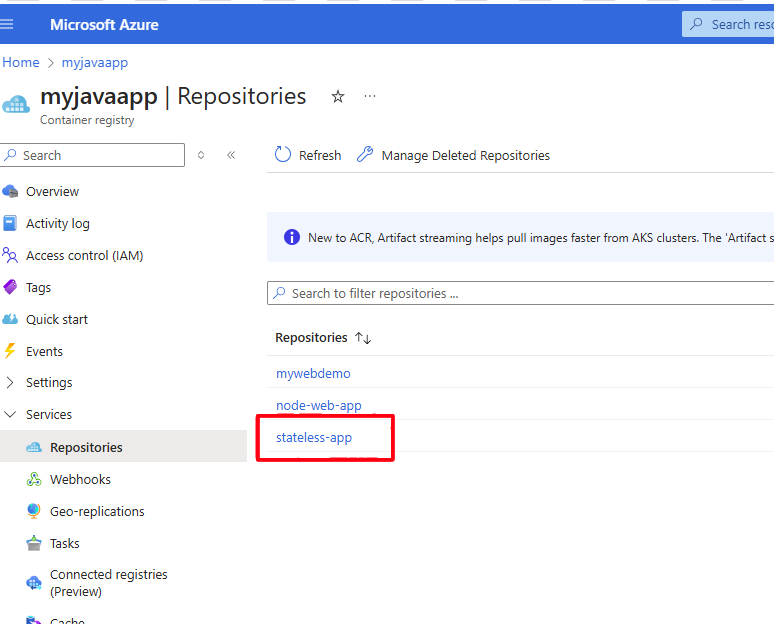 Microsoft Azure
Search reso
Home > myjavaapp
myjavaapp | Repositories
Container registry
Search
Refresh
Manage Deleted Repositories
Overview
Activity log
Access control (IAM)
Tags
Quick start
Events
Settings
Services
Repositories
Webhooks
Geo-replications
Tasks
Connected registries
(Preview)
Cache
New to ACR, Artifact streaming helps pull images faster from AKS clusters. The 'Artifact s
Search to filter repositories ...
Repositories
mywebdemo
node-web-app
stateless-app